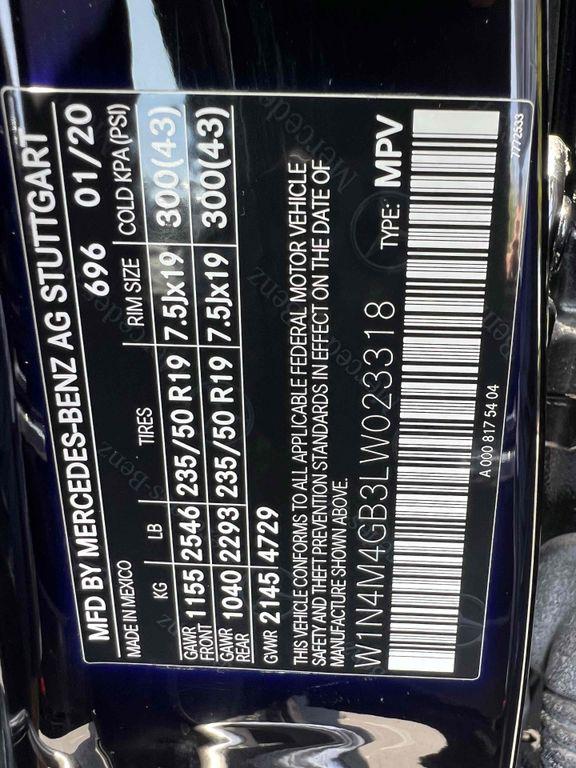 MFD BY MERCEDES-BENZ AG STUTTGART
MADE IN MEXICO 696 01/20
KG LB TIRES RIM SIZE COLD KPA(PSI)
GAWR FRONT 1155 2546 235/50 R19 7.5Jx19 300(43)
GAWR REAR 1040 2293 235/50 R19 7.5Jx19 300(43)
GVWR 2145 4729
THIS VEHICLE CONFORMS TO ALL APPLICABLE FEDERAL MOTOR VEHICLE
SAFETY AND THEFT PREVENTION STANDARDS IN EFFECT ON THE DATE OF
MANUFACTURE SHOWN ABOVE.
W1N4M4GB3LW023318 TYPE: MPV
A 000 817 54 04
7772533